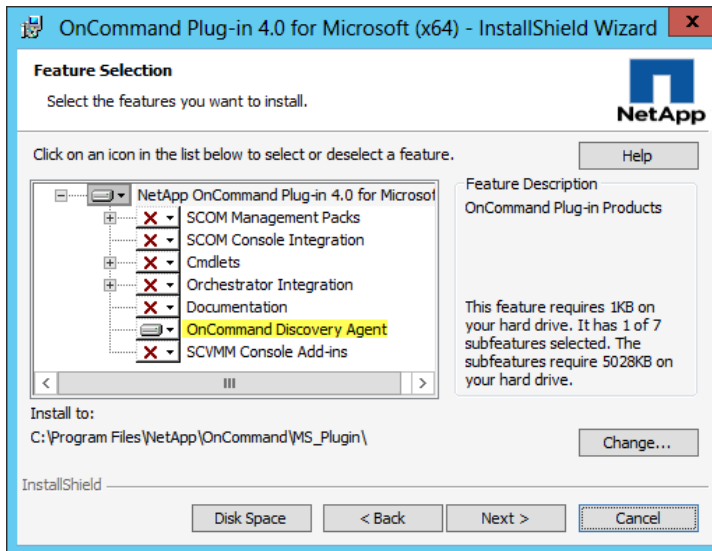 OnCommand Plug-in 4.0 for Microsoft (x64) - InstallShield Wizard
x
Feature Selection
Select the features you want to install.
NetApp
Click on an icon in the list below to select or deselect a feature.
Help
NetApp OnCommand Plug-in 4.0 for Microsof
SCOM Management Packs
SCOM Console Integration
Cmdlets
Orchestrator Integration
Documentation
OnCommand Discovery Agent
SCVMM Console Add-ins
Feature Description
OnCommand Plug-in Products
This feature requires 1KB on
your hard drive. It has 1 of 7
subfeatures selected. The
subfeatures require 5028KB on
your hard drive.
Install to:
C:\Program Files\NetApp\OnCommand\MS_Plugin\
Change...
InstallShield
Disk Space
< Back
Next >
Cancel